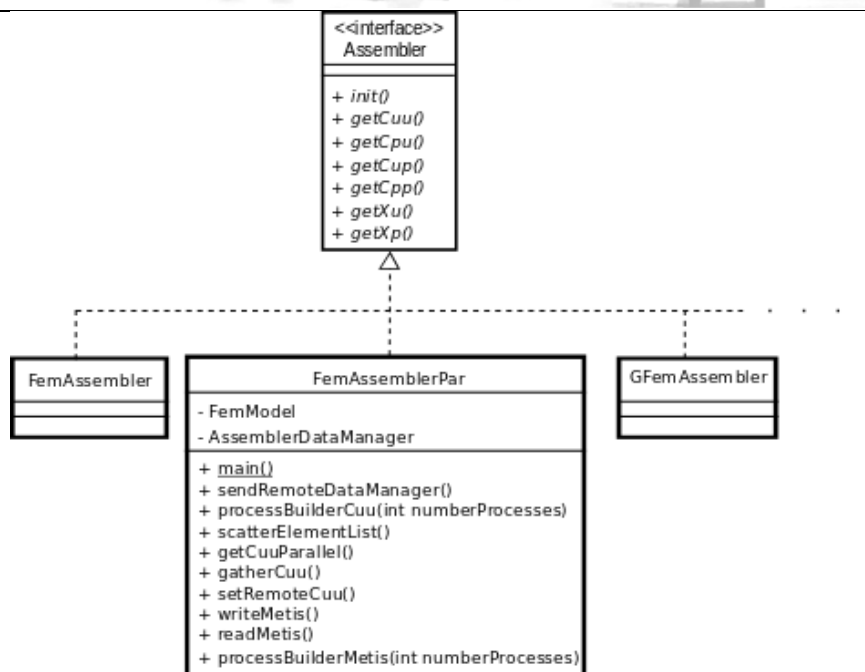 <<interface>>
Assembler
+ init()
+ getCuu()
+ getCpu()
+ getCup()
+ getCpp()
+ getXu()
+ getXp()
. . .
FemAssembler
FemAssemblerPar
- FemModel
- AssemblerDataManager
+ main()
+ sendRemoteDataManager()
+ processBuilderCuu(int numberProcesses)
+ scatterElementList()
+ getCuuParallel()
+ gatherCuu()
+ setRemoteCuu()
+ writeMetis()
+ readMetis()
+ processBuilderMetis(int numberProcesses)
GFemAssembler